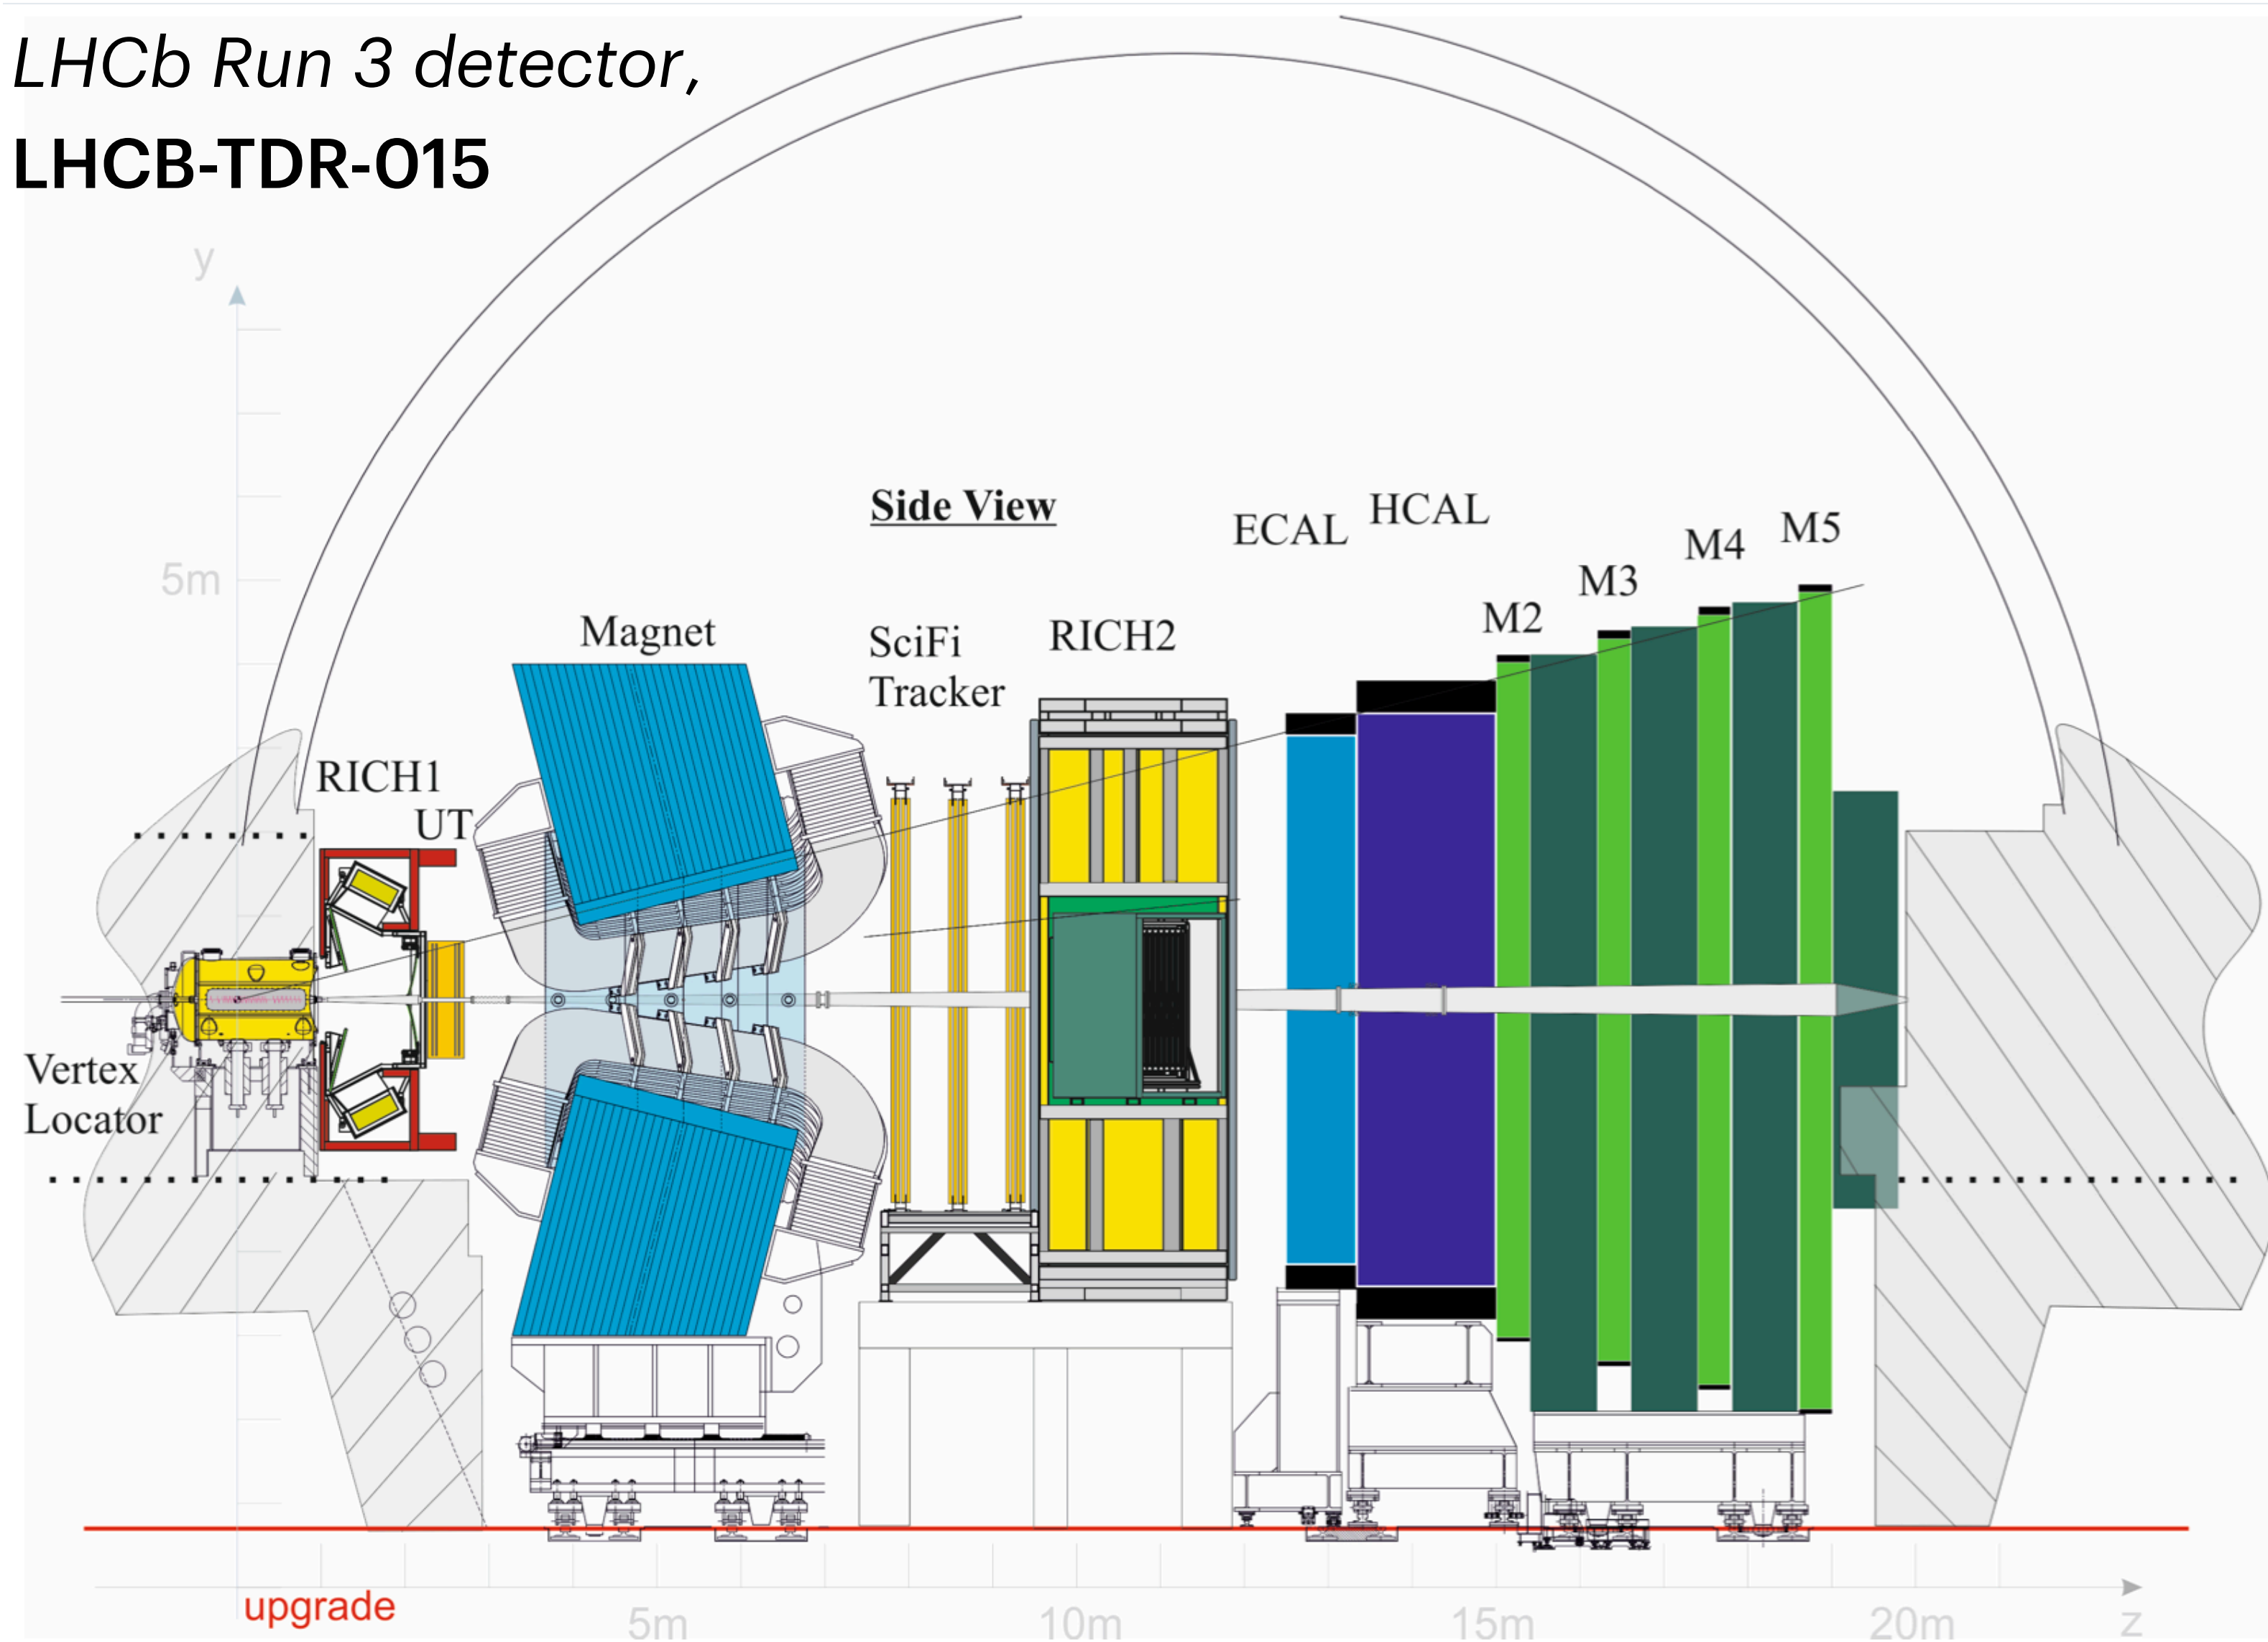 LHCb Run 3 detector,
LHCB-TDR-015
y
5m
Side View
ECAL
HCAL
M2
M3
M4
M5
Magnet
SciFi
Tracker
RICH2
RICH1
UT
Vertex
Locator
upgrade
5m
10m
15m
20m
z